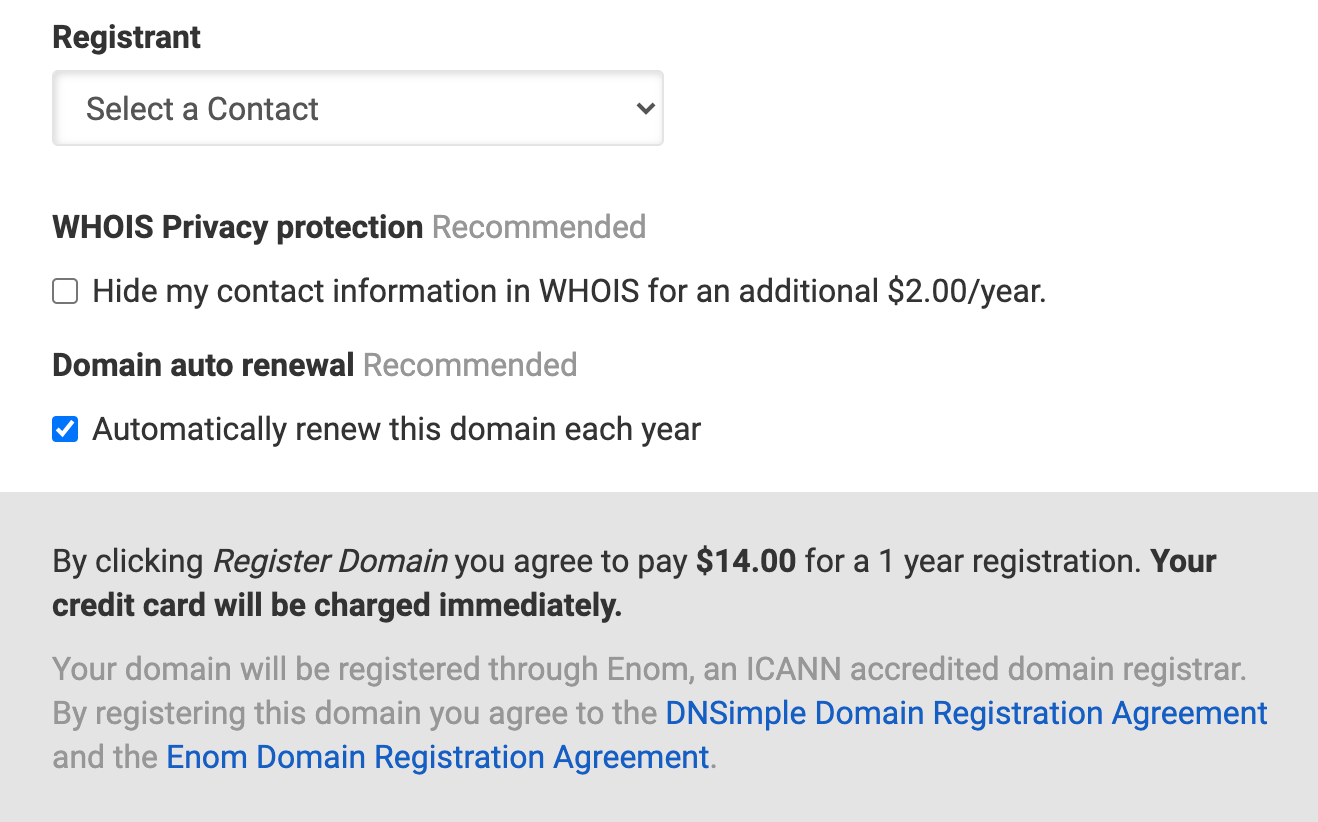 Registrant
Select a Contact
WHOIS Privacy protection Recommended
Hide my contact information in WHOIS for an additional $2.00/year.
Domain auto renewal Recommended
Automatically renew this domain each year
By clicking Register Domain you agree to pay $14.00 for a 1 year registration. Your
credit card will be charged immediately.
Your domain will be registered through Enom, an ICANN accredited domain registrar.
By registering this domain you agree to the DNSimple Domain Registration Agreement
and the Enom Domain Registration Agreement.